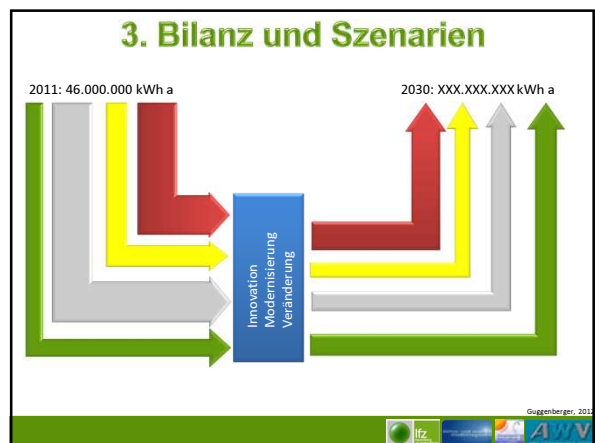 3. Bilanz und Szenarien
2011: 46.000.000 kWh a
2030: XXX.XXX.XXX kWh a
Innovation
Modernisierung
Veränderung
Guggenberger, 2012
lfz
AWV